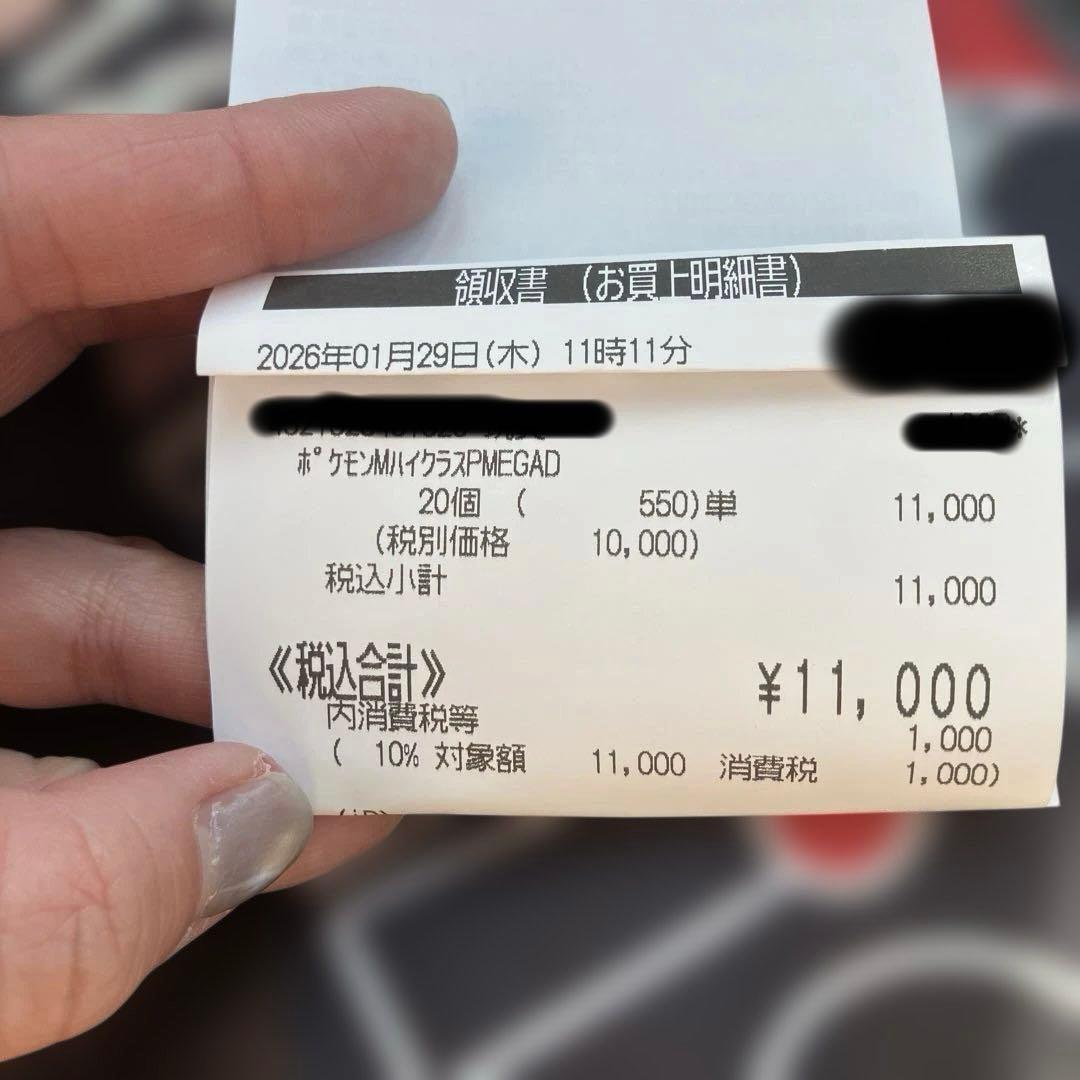 領収書 (お買上明細書)
2026年01月29日(木) 11時11分
*
ポケモンMハイクラスPMEGAD
20個 ( 550)単 11,000
(税別価格 10,000)
税込小計 11,000
《税込合計》 ¥11,000
内消費税等 1,000
( 10% 対象額 11,000 消費税 1,000)